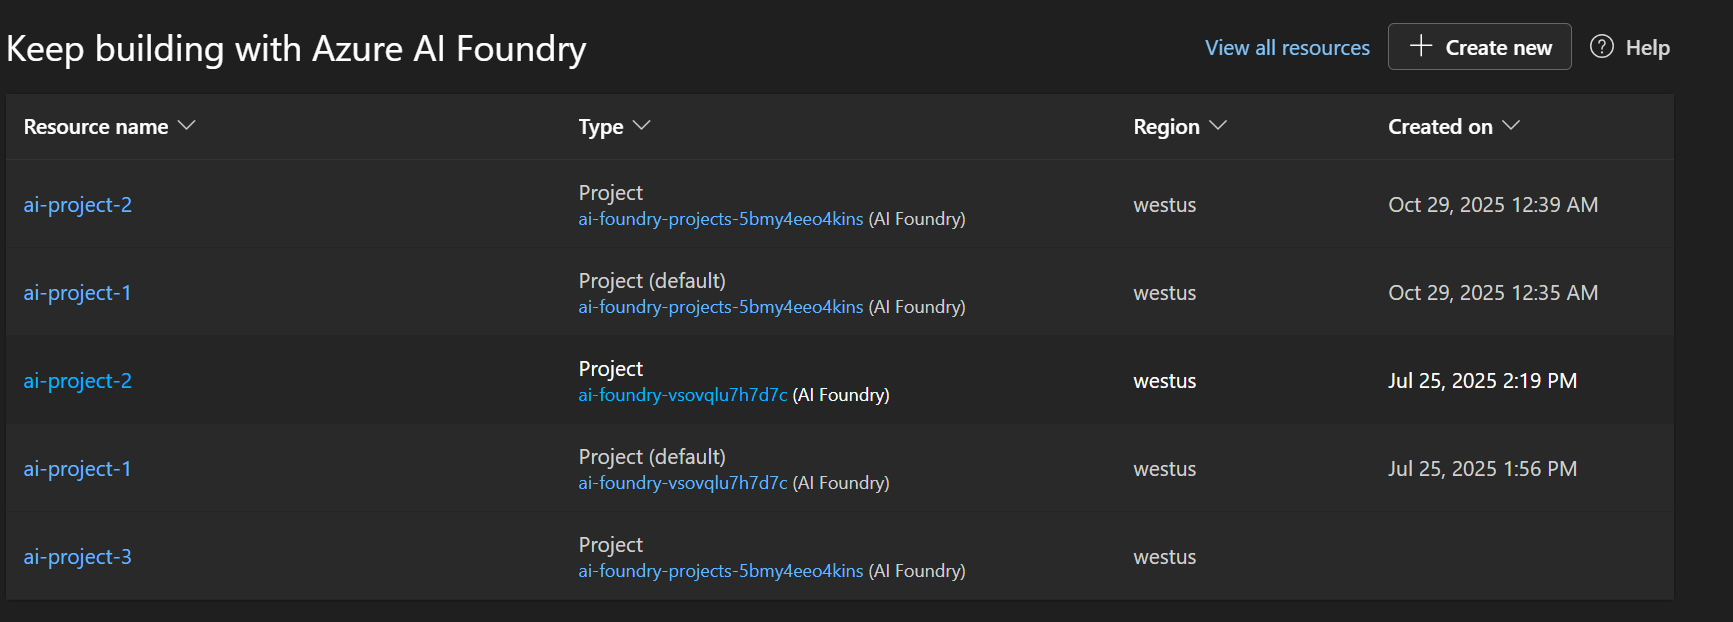 Keep building with Azure AI Foundry
View all resources
Create new
Help
Resource name Type Region Created on
ai-project-2 Project westus Oct 29, 2025 12:39 AM
ai-foundry-projects-5bmy4eeo4kins (AI Foundry)
ai-project-1 Project (default) westus Oct 29, 2025 12:35 AM
ai-foundry-projects-5bmy4eeo4kins (AI Foundry)
ai-project-2 Project westus Jul 25, 2025 2:19 PM
ai-foundry-vsovqlu7h7d7c (AI Foundry)
ai-project-1 Project (default) westus Jul 25, 2025 1:56 PM
ai-foundry-vsovqlu7h7d7c (AI Foundry)
ai-project-3 Project westus
ai-foundry-projects-5bmy4eeo4kins (AI Foundry)